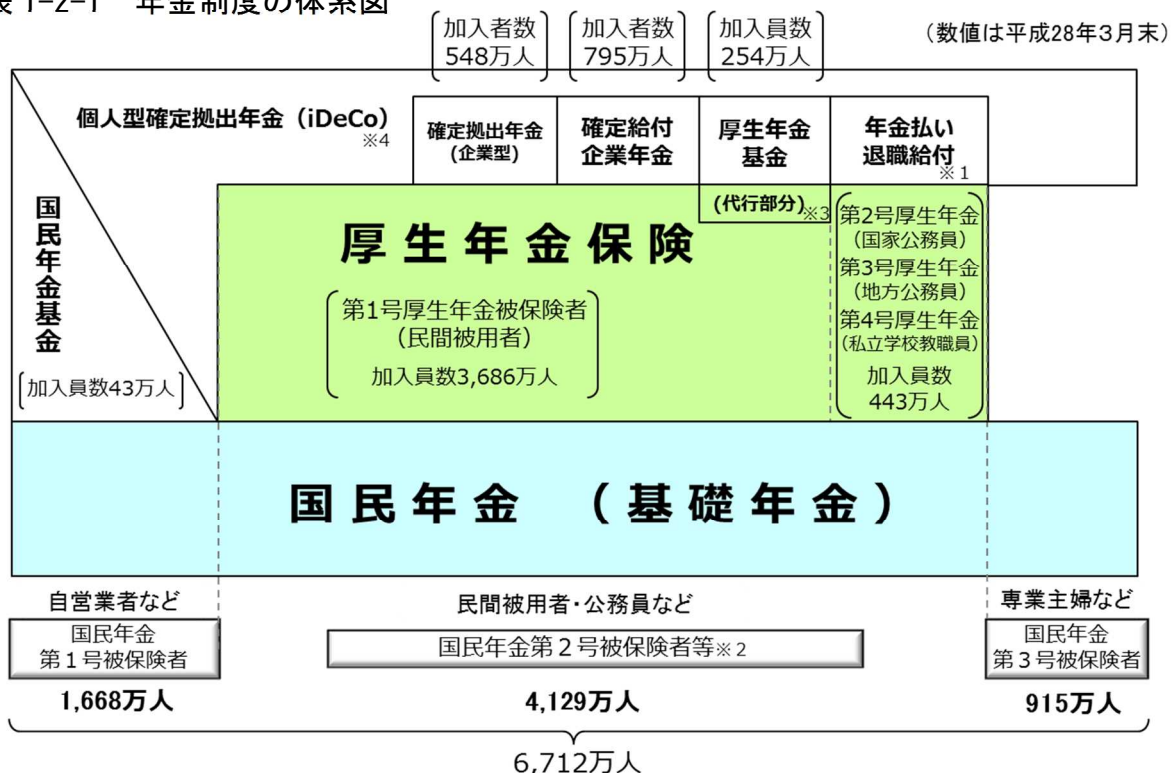 表 1-2-1 年金制度の体系図
(数値は平成28年3月末)
加入者数
548万人
加入者数
795万人
加入員数
254万人
個人型確定拠出年金（iDeCo）
※4
確定拠出年金
(企業型)
確定給付
企業年金
厚生年金
基金
年金払い
退職給付
※1
国民年金基金
加入員数43万人
(代行部分)※3
厚生年金保険
第1号厚生年金被保険者
（民間被用者）
加入員数3,686万人
第2号厚生年金
（国家公務員）
第3号厚生年金
（地方公務員）
第4号厚生年金
（私立学校教職員）
加入員数
443万人
国民年金 （基礎年金）
自営業者など
民間被用者・公務員など
専業主婦など
国民年金
第1号被保険者
国民年金第2号被保険者等※2
国民年金
第3号被保険者
1,668万人
4,129万人
915万人
6,712万人